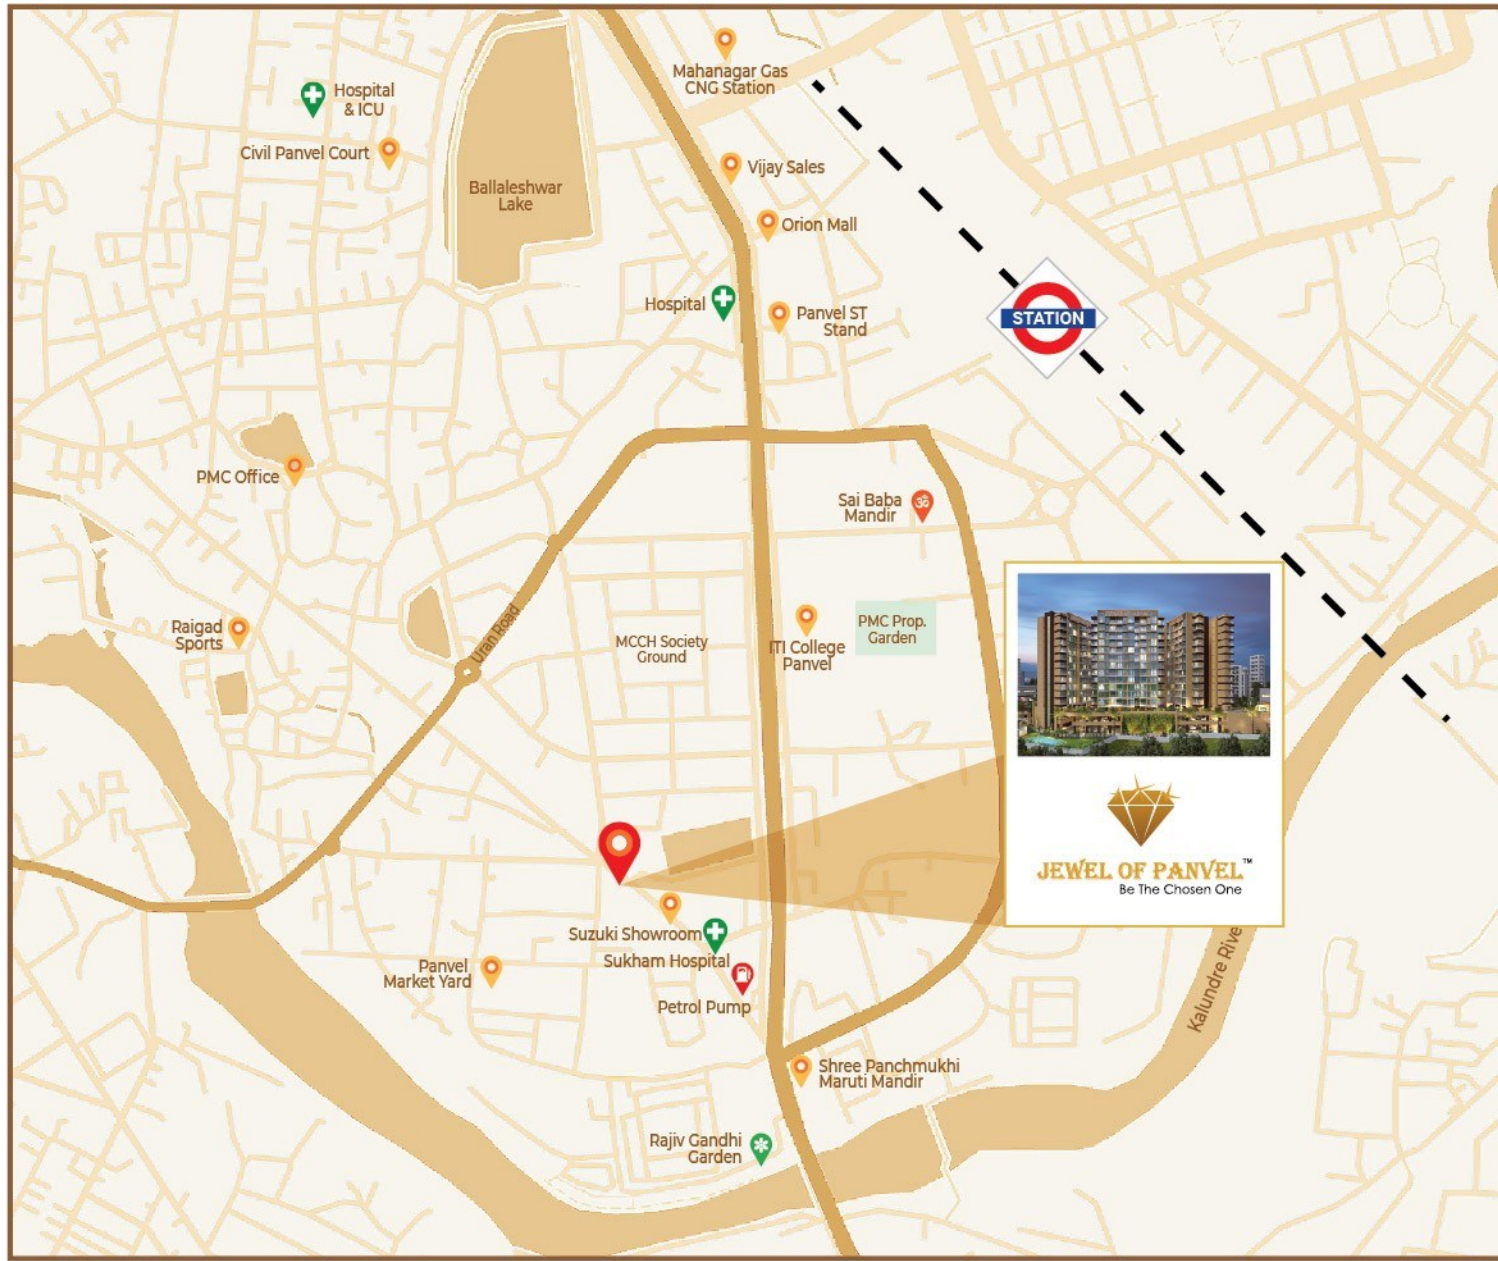 Mahanagar Gas
CNG Station
Hospital
& ICU
Civil Panvel Court
Vijay Sales
Ballaleshwar
Lake
Orion Mall
Hospital
Panvel ST
Stand
STATION
PMC Office
Sai Baba
Mandir
ॐ
Uran Road
Raigad
Sports
MCCH Society
Ground
ITI College
Panvel
PMC Prop.
Garden
JEWEL OF PANVEL™
Be The Chosen One
Suzuki Showroom
Sukham Hospital
Panvel
Market Yard
Petrol Pump
Kalundre Rive
Shree Panchmukhi
Maruti Mandir
Rajiv Gandhi
Garden